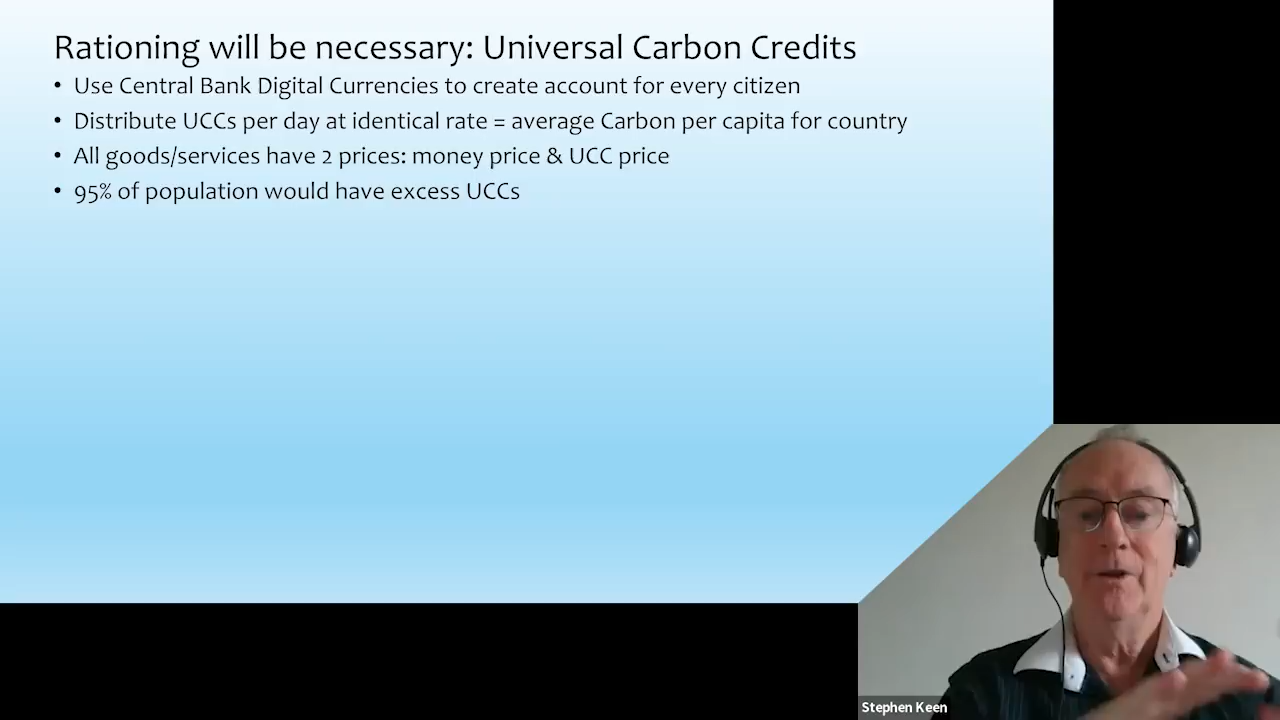 Rationing will be necessary: Universal Carbon Credits
• Use Central Bank Digital Currencies to create account for every citizen
• Distribute UCCs per day at identical rate = average Carbon per capita for country
• All goods/services have 2 prices: money price & UCC price
• 95% of population would have excess UCCs
Stephen Keen